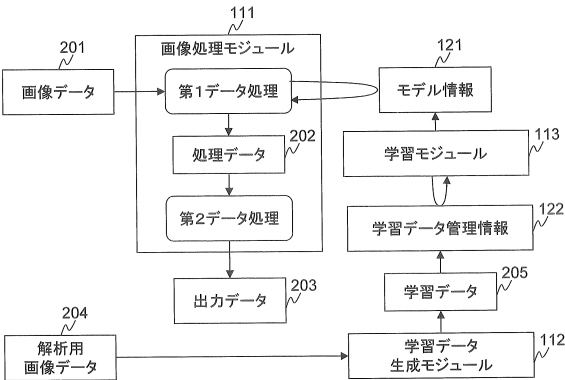 111
画像処理モジュール
201
画像データ
第1データ処理
121
モデル情報
202
処理データ
113
学習モジュール
第2データ処理
122
学習データ管理情報
203
出力データ
205
学習データ
204
解析用
画像データ
学習データ
生成モジュール
112